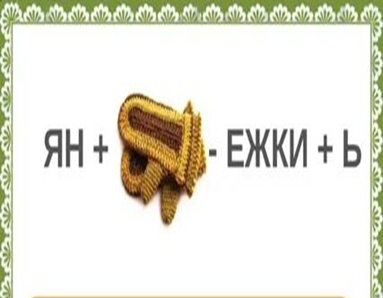 ЯН + - ЕЖКИ + Ь